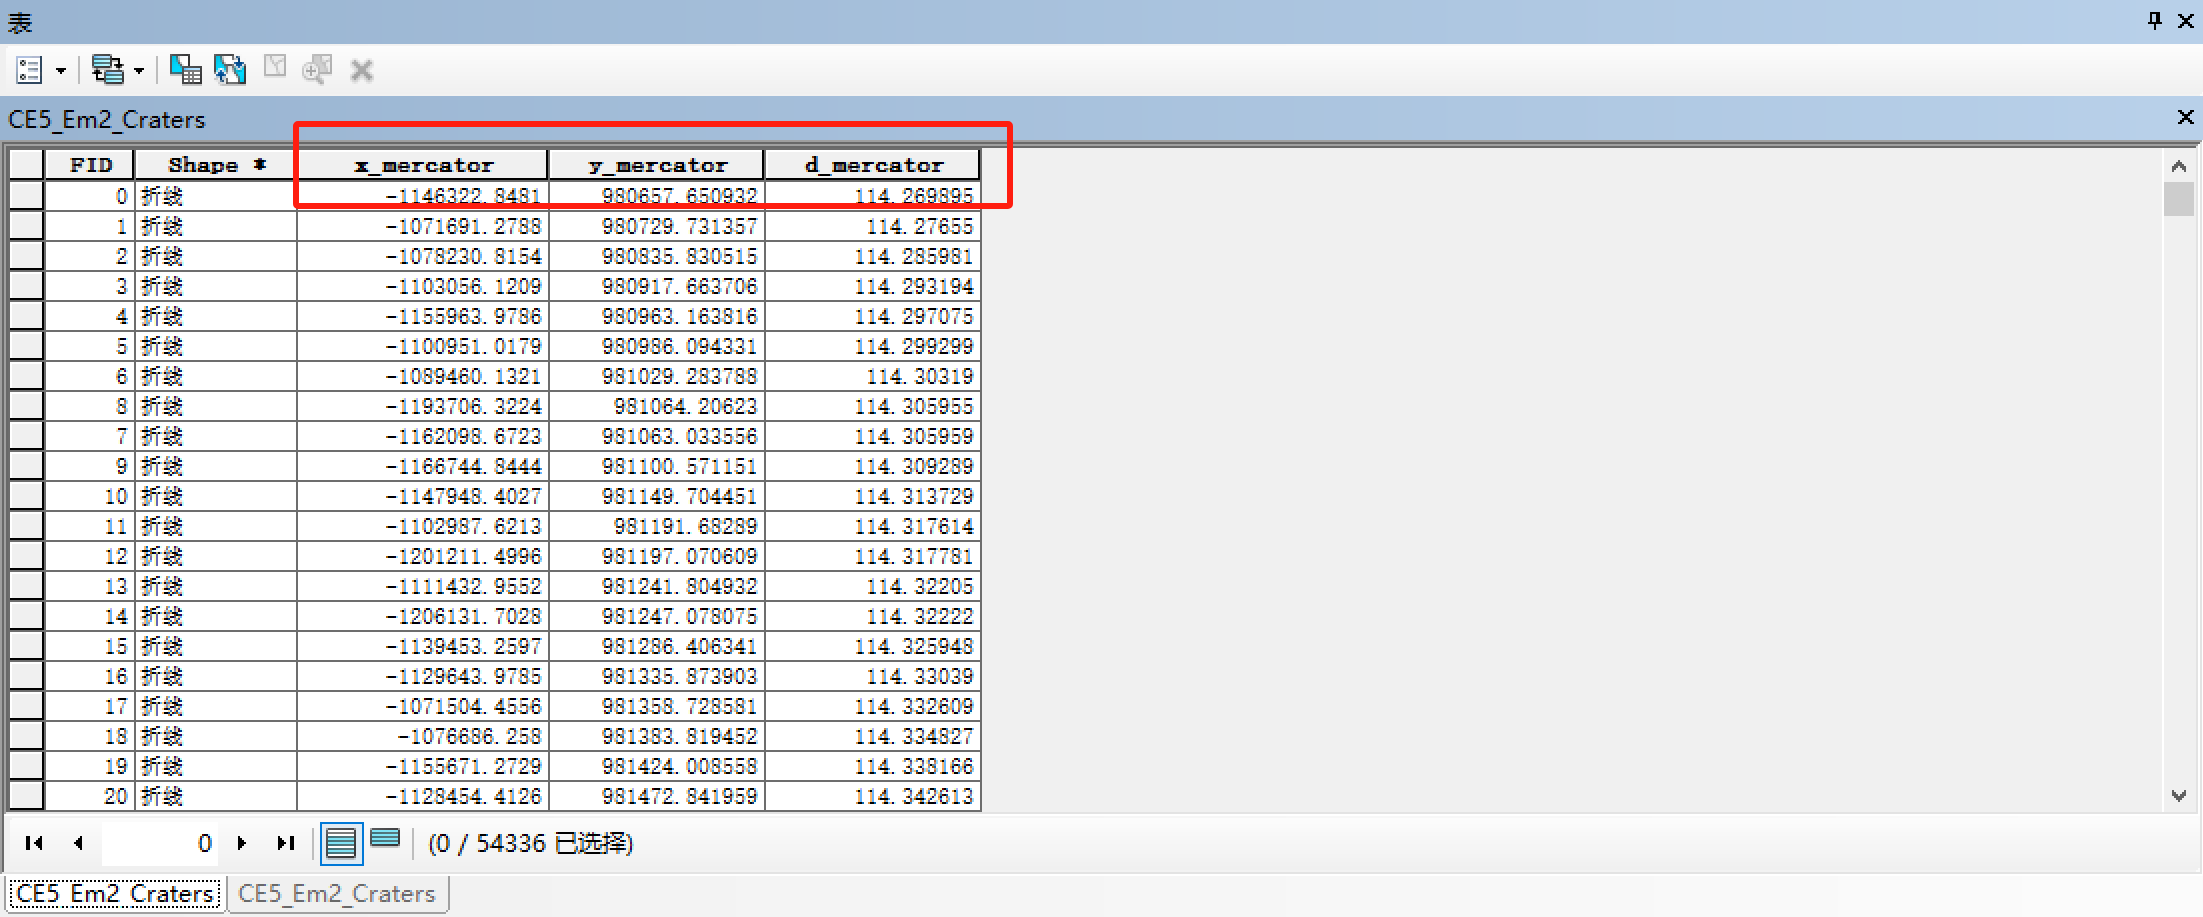 表
CE5_Em2_Craters
FID Shape * x_mercator y_mercator d_mercator
0 折线 -1146322.8481 980657.650932 114.269895
1 折线 -1071691.2788 980729.731357 114.27655
2 折线 -1078230.8154 980835.830515 114.285981
3 折线 -1103056.1209 980917.663706 114.293194
4 折线 -1155963.9786 980963.163816 114.297075
5 折线 -1100951.0179 980986.094331 114.299299
6 折线 -1089460.1321 981029.283788 114.30319
8 折线 -1193706.3224 981064.20623 114.305955
7 折线 -1162098.6723 981063.033556 114.305959
9 折线 -1166744.8444 981100.571151 114.309289
10 折线 -1147948.4027 981149.704451 114.313729
11 折线 -1102987.6213 981191.68289 114.317614
12 折线 -1201211.4996 981197.070609 114.317781
13 折线 -1111432.9552 981241.804932 114.32205
14 折线 -1206131.7028 981247.078075 114.32222
15 折线 -1139453.2597 981286.406341 114.325948
16 折线 -1129643.9785 981335.873903 114.33039
17 折线 -1071504.4556 981358.728581 114.332609
18 折线 -1076686.258 981383.819452 114.334827
19 折线 -1155671.2729 981424.008558 114.338166
20 折线 -1128454.4126 981472.841959 114.342613
0 (0 / 54336 已选择)
CE5_Em2_Craters CE5_Em2_Craters